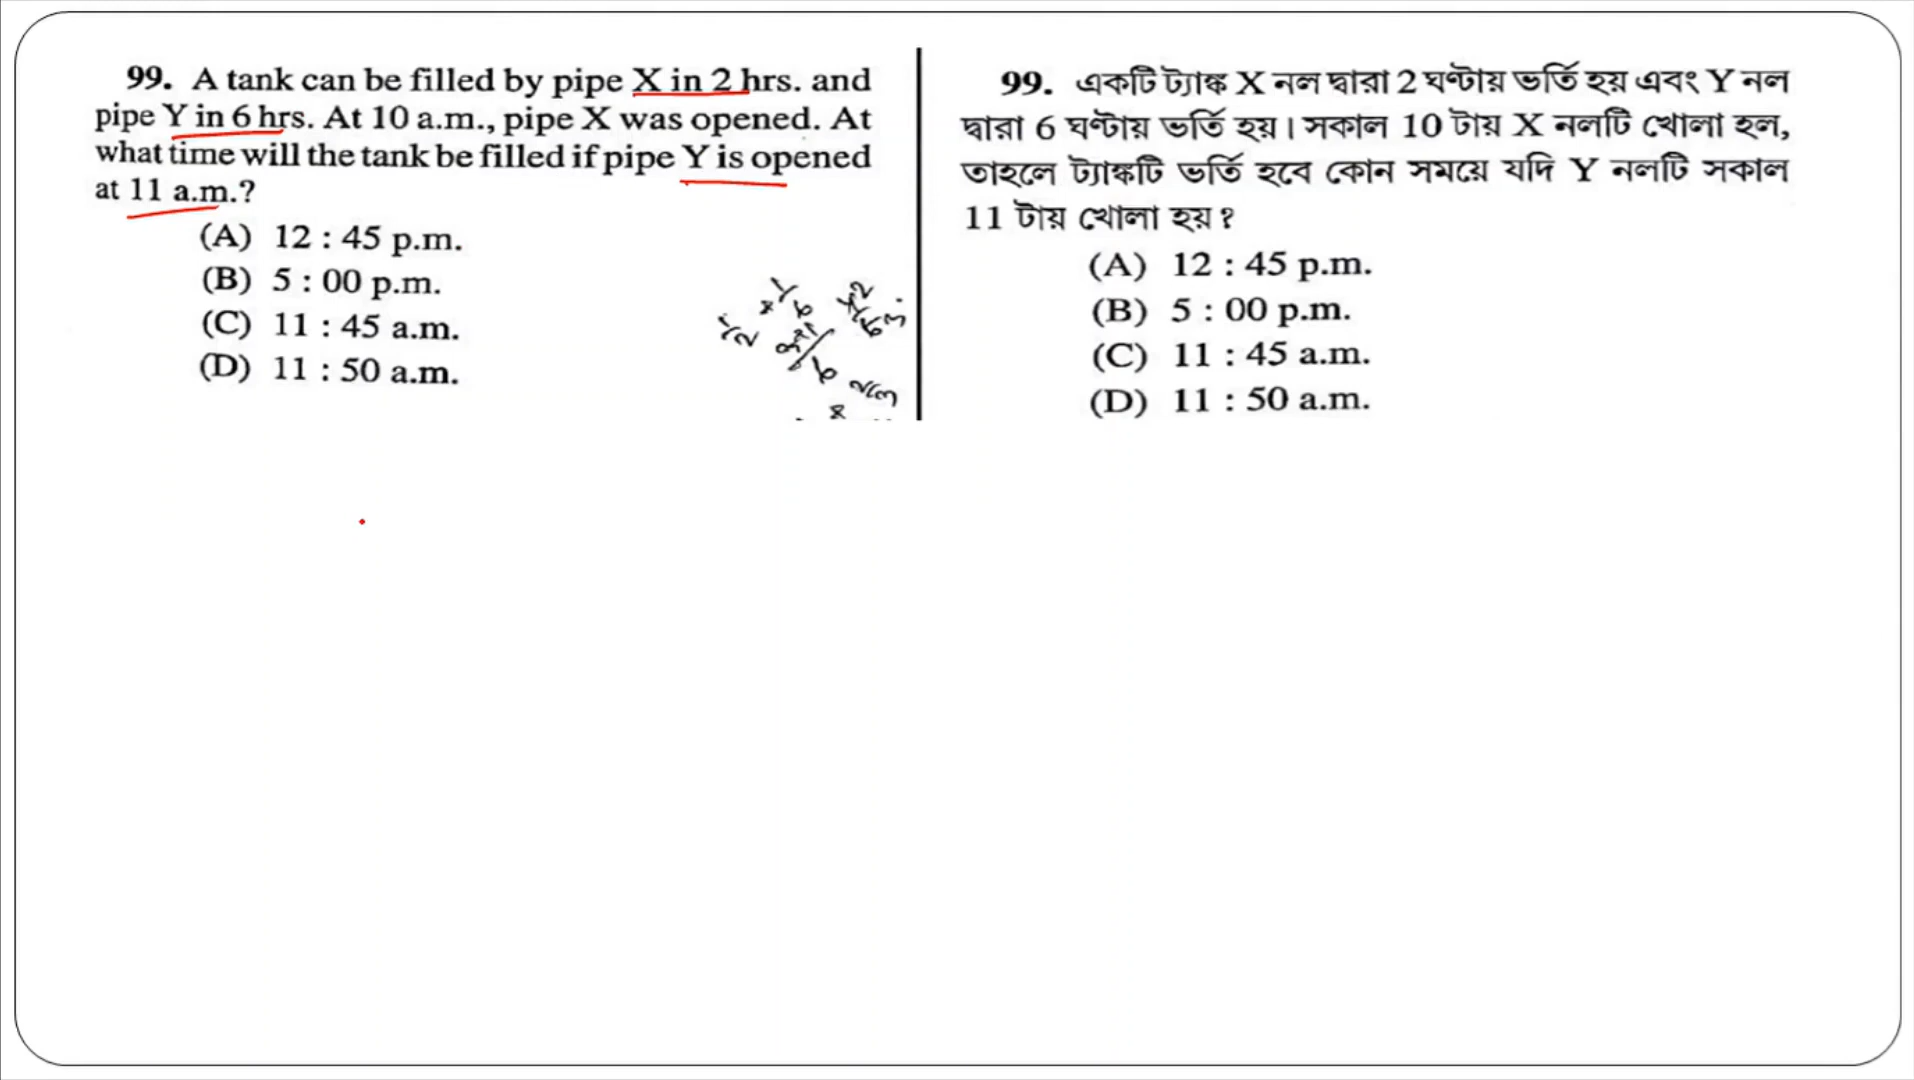 99. A tank can be filled by pipe X in 2 hrs. and
pipe Y in 6 hrs. At 10 a.m., pipe X was opened. At
what time will the tank be filled if pipe Y is opened
at 11 a.m.?
(A) 12 : 45 p.m.
(B) 5 : 00 p.m.
(C) 11 : 45 a.m.
(D) 11 : 50 a.m.
99. একটি ট্যাঙ্ক X নল দ্বারা 2 ঘণ্টায় ভর্তি হয় এবং Y নল
দ্বারা 6 ঘণ্টায় ভর্তি হয়। সকাল 10 টায় X নলটি খোলা হল,
তাহলে ট্যাঙ্কটি ভর্তি হবে কোন সময়ে যদি Y নলটি সকাল
11 টায় খোলা হয়?
(A) 12 : 45 p.m.
(B) 5 : 00 p.m.
(C) 11 : 45 a.m.
(D) 11 : 50 a.m.